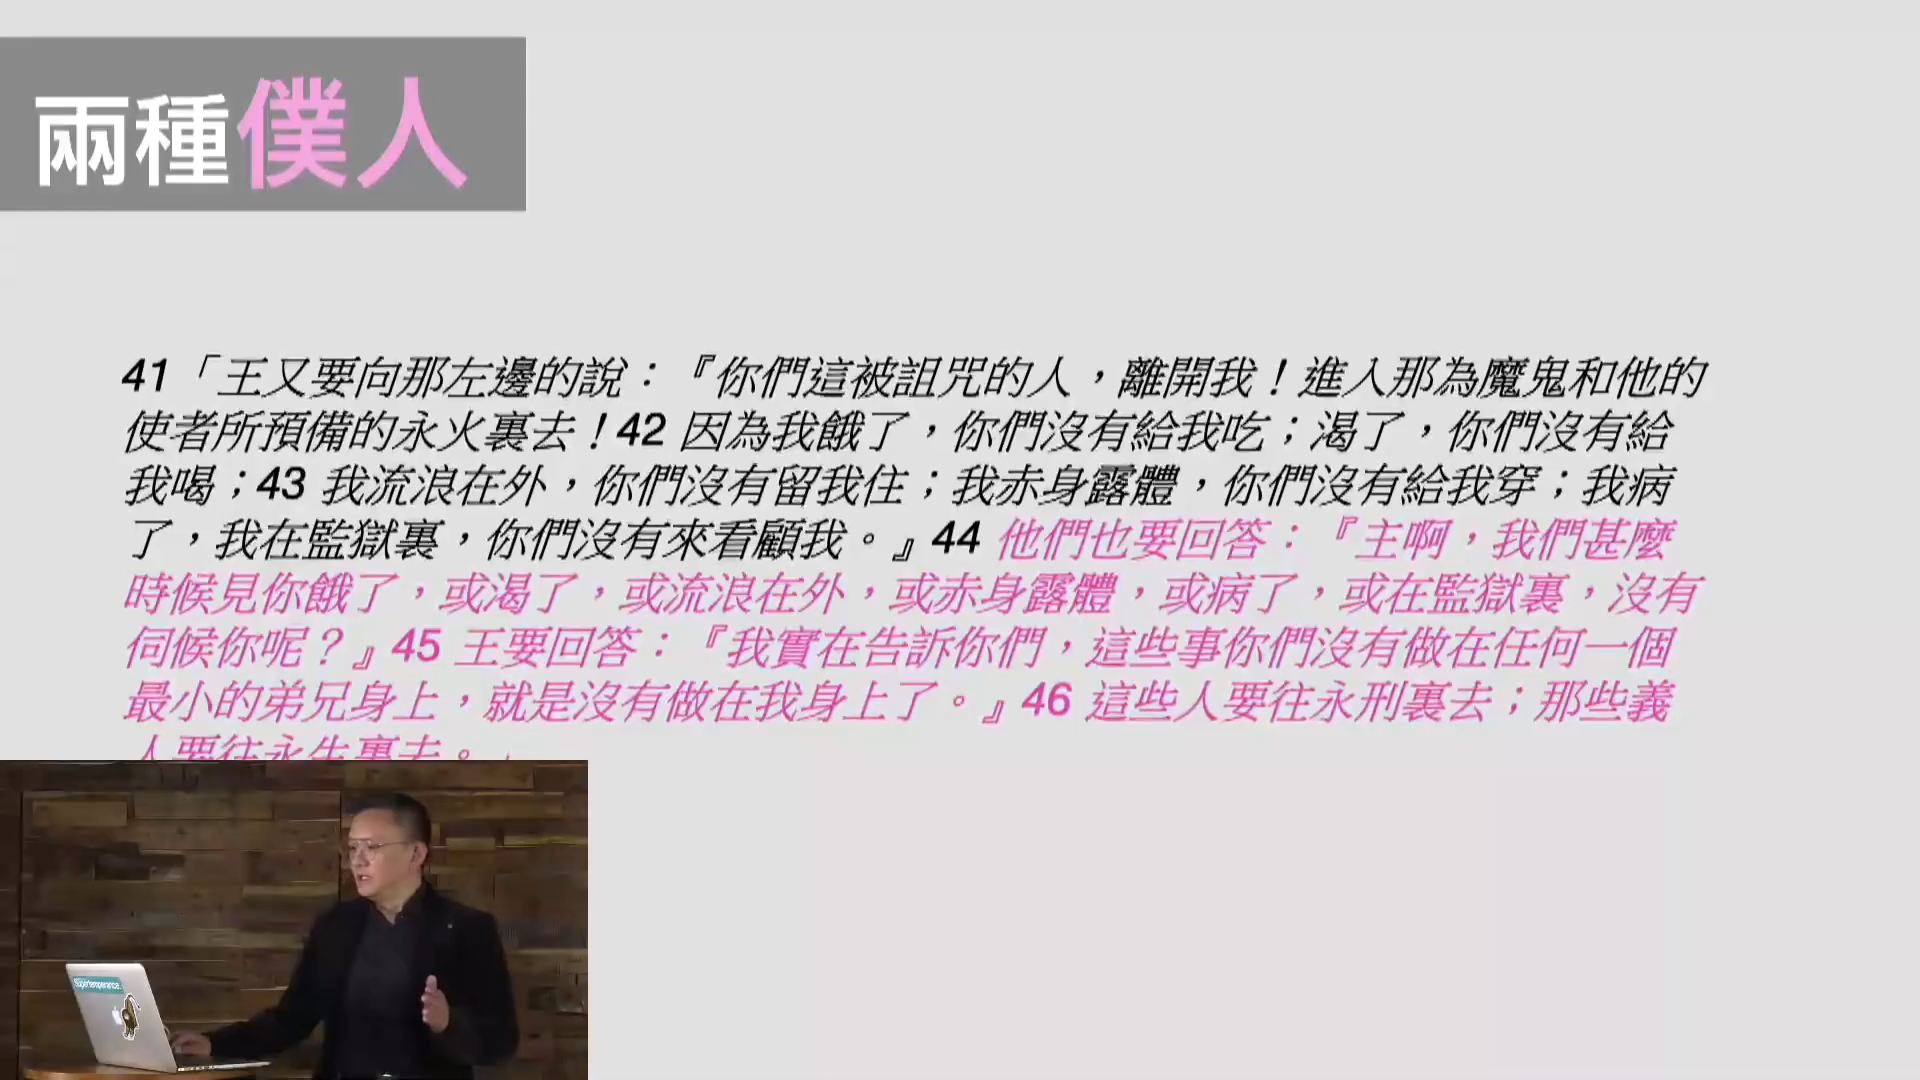 兩種僕人
41「王又要向那左邊的說：『你們這被詛咒的人，離開我！進入那為魔鬼和他的
使者所預備的永火裏去！42 因為我餓了，你們沒有給我吃；渴了，你們沒有給
我喝；43 我流浪在外，你們沒有留我住；我赤身露體，你們沒有給我穿；我病
了，我在監獄裏，你們沒有來看顧我。』44 他們也要回答：『主啊，我們甚麼
時候見你餓了，或渴了，或流浪在外，或赤身露體，或病了，或在監獄裏，沒有
伺候你呢？』45 王要回答：『我實在告訴你們，這些事你們沒有做在任何一個
最小的弟兄身上，就是沒有做在我身上了。』46 這些人要往永刑裏去；那些義
人要往永生裏去。」